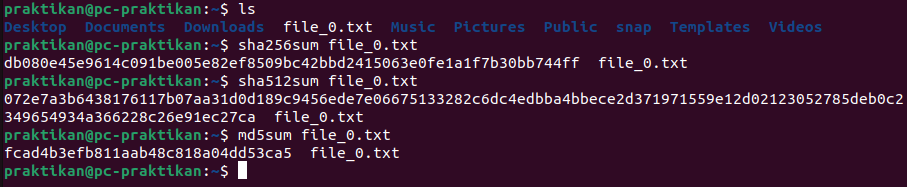 praktikan@pc-praktikan:~$ ls
Desktop  Documents  Downloads  file_0.txt  Music  Pictures  Public  snap  Templates  Videos
praktikan@pc-praktikan:~$ sha256sum file_0.txt
db080e45e9614c091be005e82ef8509bc42bbd2415063e0fe1a1f7b30bb744ff  file_0.txt
praktikan@pc-praktikan:~$ sha512sum file_0.txt
072e7a3b6438176117b07aa31d0d189c9456ede7e06675133282c6dc4edbba4bbece2d371971559e12d02123052785deb0c2
349654934a366228c26e91ec27ca  file_0.txt
praktikan@pc-praktikan:~$ md5sum file_0.txt
fcad4b3efb811aab48c818a04dd53ca5  file_0.txt
praktikan@pc-praktikan:~$